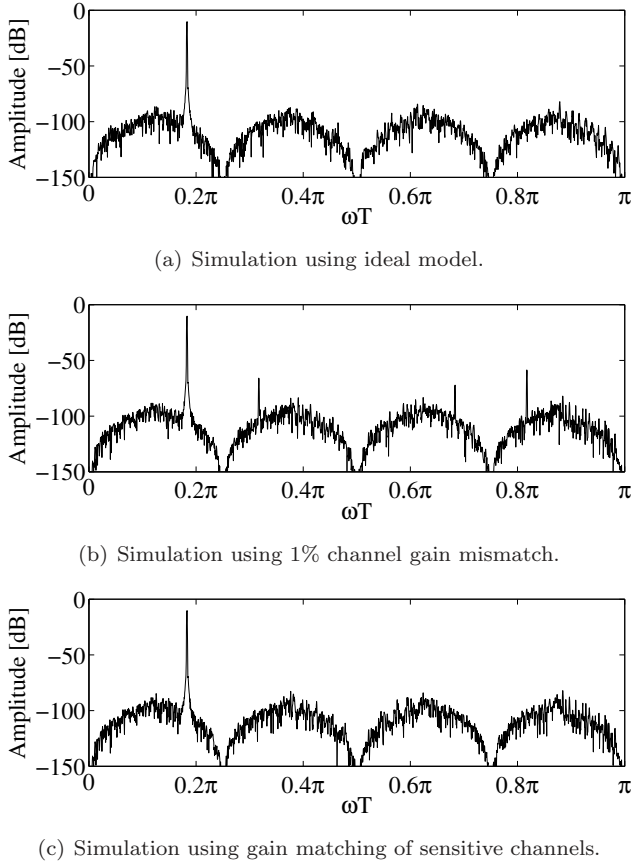 0
−50
−100
−150
Amplitude [dB]
0
0.2π
0.4π
0.6π
0.8π
π
ωT
(a) Simulation using ideal model.
0
−50
−100
−150
Amplitude [dB]
0
0.2π
0.4π
0.6π
0.8π
π
ωT
(b) Simulation using 1% channel gain mismatch.
0
−50
−100
−150
Amplitude [dB]
0
0.2π
0.4π
0.6π
0.8π
π
ωT
(c) Simulation using gain matching of sensitive channels.